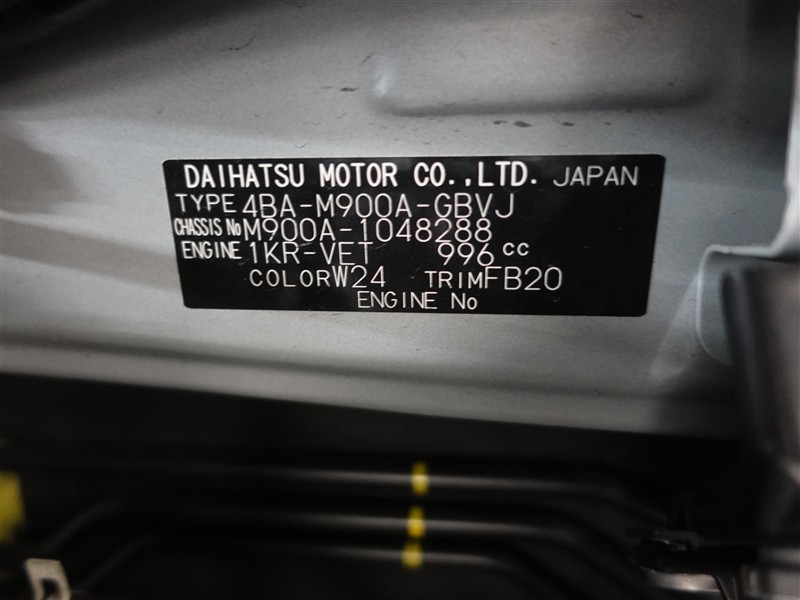 DAIHATSU MOTOR CO.,LTD. JAPAN
TYPE 4BA-M900A-GBVJ
CHASSIS No M900A-1048288
ENGINE 1KR-VET 996 cc
COLOR W24 TRIM FB20
ENGINE No